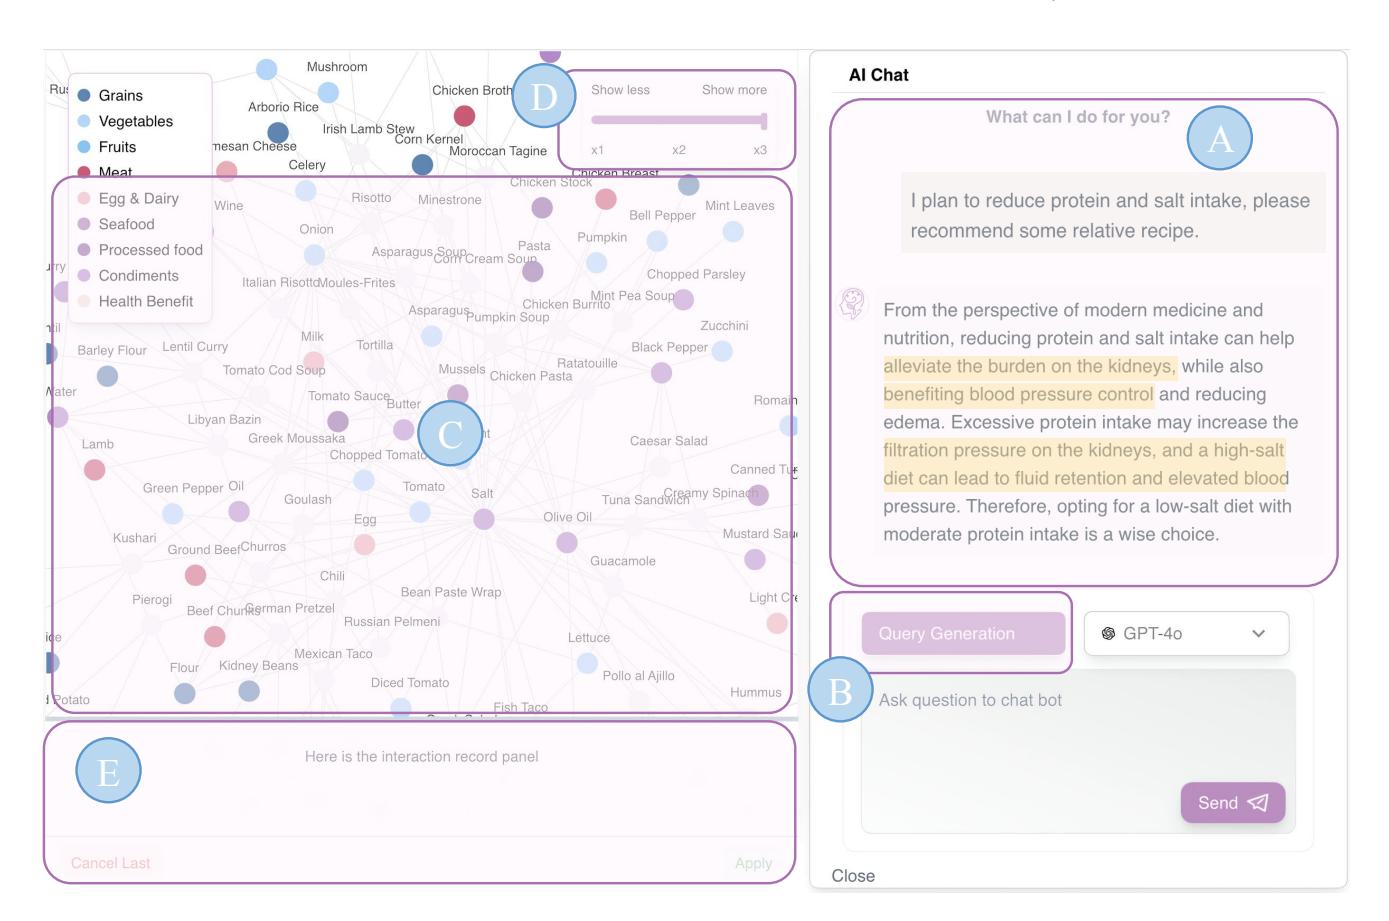 Mushroom
Rus
Grains
Chicken Broth
D
Show less
Show more
Arborio Rice
Vegetables
Irish Lamb Stew
Corn Kernel
Fruits
mesan Cheese
Moroccan Tagine
x1
x2
x3
Celery
Meat
Chicken Breast
Chicken Stock
Egg & Dairy
Wine
Risotto
Minestrone
Mint Leaves
Bell Pepper
Seafood
Onion
Pumpkin
Processed food
Asparagus Soup
Pasta
Corn Cream Soup
urry
Condiments
Italian Risotto
Moules-Frites
Chopped Parsley
Health Benefit
Mint Pea Soup
Chicken Burrito
Asparagus
Pumpkin Soup
Zucchini
ntil
Milk
Barley Flour
Lentil Curry
Tortilla
Black Pepper
Tomato Cod Soup
Mussels
Chicken Pasta
Ratatouille
Water
Tomato Sauce
Butter
Romain
Libyan Bazin
C
nt
Lamb
Greek Moussaka
Caesar Salad
Chopped Tomato
Canned Tu
Green Pepper
Oil
Goulash
Tomato
Salt
Tuna Sandwich
Creamy Spinach
Egg
Olive Oil
Kushari
Mustard Sau
Ground Beef
Churros
Guacamole
Chili
Bean Paste Wrap
Pierogi
Beef Chunks
German Pretzel
Light Cre
Russian Pelmeni
ice
Lettuce
Mexican Taco
Flour
Kidney Beans
Pollo al Ajillo
Diced Tomato
Hummus
d Potato
Fish Taco
E
Here is the interaction record panel
Cancel Last
Apply
AI Chat
What can I do for you?
A
I plan to reduce protein and salt intake, please
recommend some relative recipe.
From the perspective of modern medicine and
nutrition, reducing protein and salt intake can help
alleviate the burden on the kidneys, while also
benefiting blood pressure control and reducing
edema. Excessive protein intake may increase the
filtration pressure on the kidneys, and a high-salt
diet can lead to fluid retention and elevated blood
pressure. Therefore, opting for a low-salt diet with
moderate protein intake is a wise choice.
Query Generation
GPT-4o
B
Ask question to chat bot
Send
Close